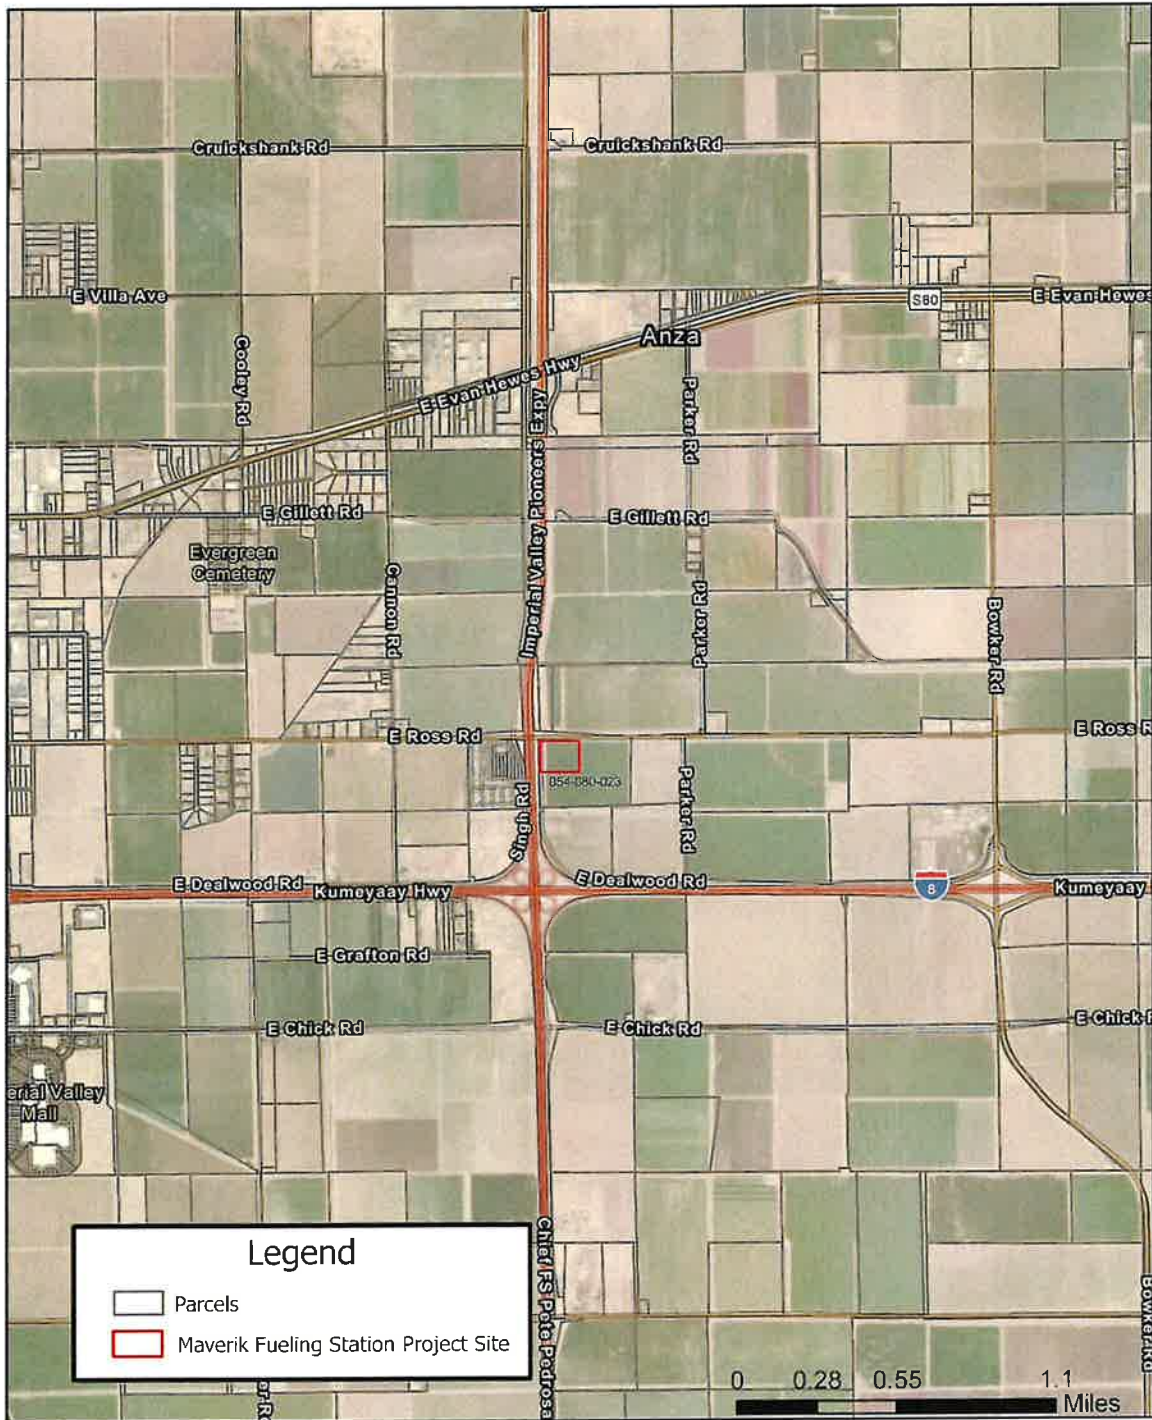 Cruickshank Rd
Cruickshank Rd
E Villa Ave
S80
E Evan Hewes
Anza
Cooley Rd
E Evan Hewes Hwy
Parker Rd
Imperial Valley Pioneers Expy
E Gillett Rd
E Gillett Rd
Evergreen
Cemetery
Cannon Rd
Parker Rd
Bowker Rd
E Ross Rd
E Ross R
054-080-023
Singh Rd
Parker Rd
E Dealwood Rd
E Dealwood Rd
Kumeyaay Hwy
8
Kumeyaay
E Grafton Rd
E Chick Rd
E Chick Rd
E Chick R
erial Valley
Mall
Chief FS Pete Pedrosa
Bowker Rd
Legend
Parcels
Maverik Fueling Station Project Site
0 0.28 0.55 1.1
Miles